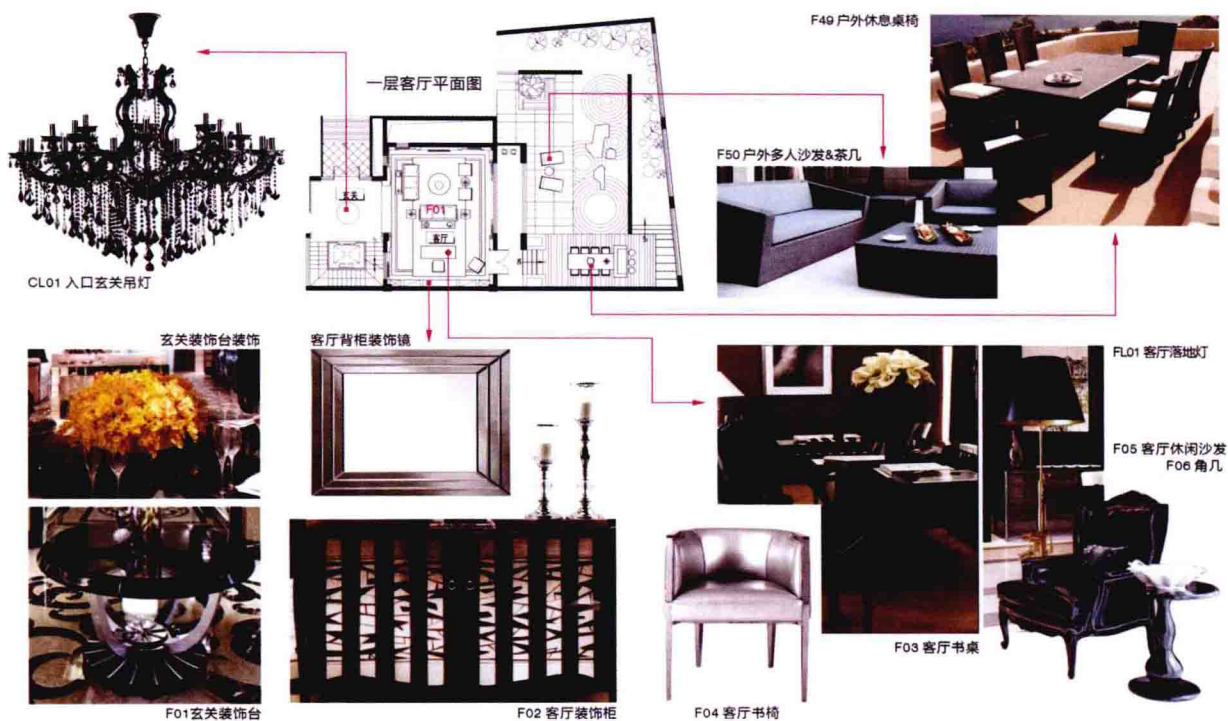 F49 户外休息桌椅
一层客厅平面图
F50 户外多人沙发&茶几
玄关
F01
客厅
CL01 入口玄关吊灯
玄关装饰台装饰
客厅背柜装饰镜
FL01 客厅落地灯
F05 客厅休闲沙发
F06 角几
F03 客厅书桌
F01玄关装饰台
F02 客厅装饰柜
F04 客厅书椅